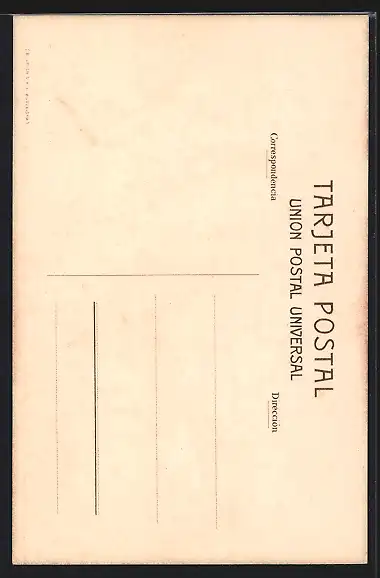 TARJETA POSTAL
UNION POSTAL UNIVERSAL
Correspondencia
Dirección